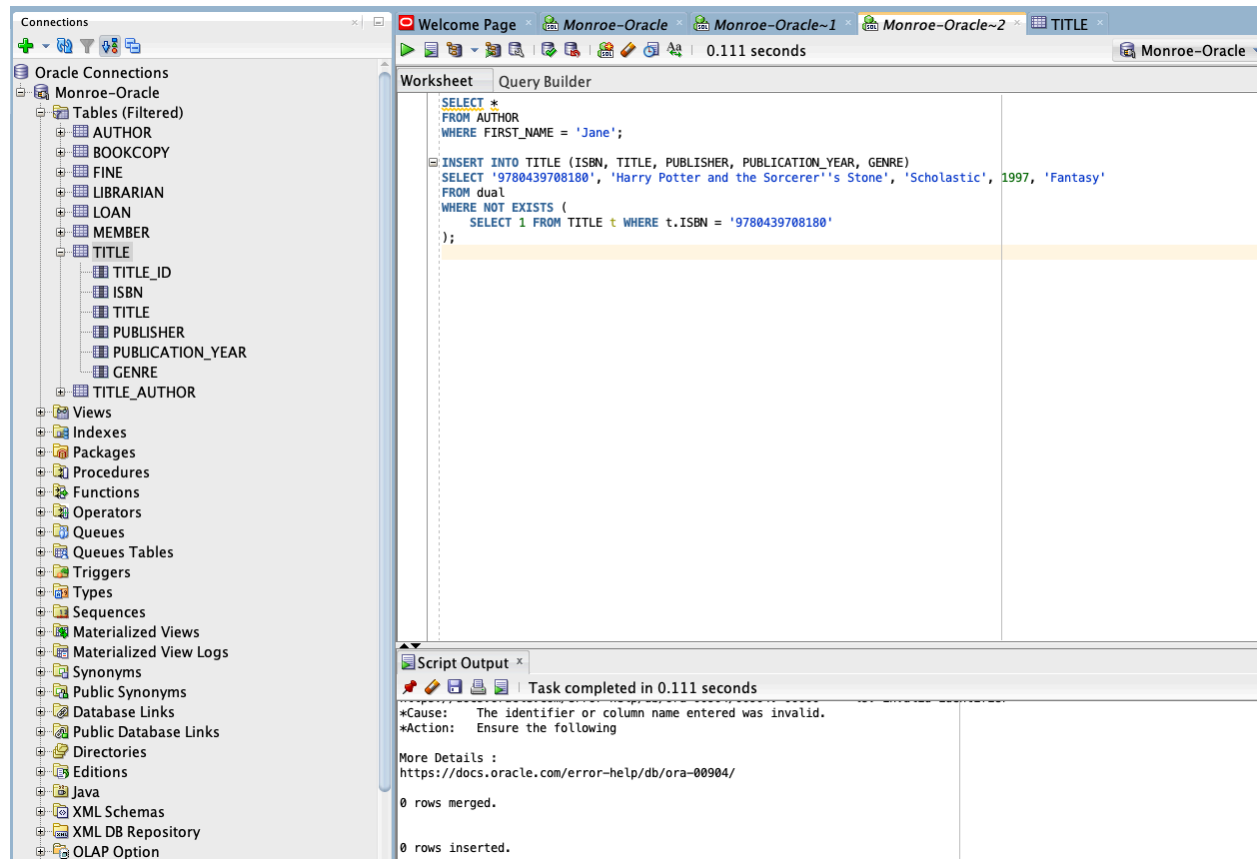 Connections
Oracle Connections
Monroe-Oracle
Tables (Filtered)
AUTHOR
BOOKCOPY
FINE
LIBRARIAN
LOAN
MEMBER
TITLE
TITLE_ID
ISBN
TITLE
PUBLISHER
PUBLICATION_YEAR
GENRE
TITLE_AUTHOR
Views
Indexes
Packages
Procedures
Functions
Operators
Queues
Queues Tables
Triggers
Types
Sequences
Materialized Views
Materialized View Logs
Synonyms
Public Synonyms
Database Links
Public Database Links
Directories
Editions
Java
XML Schemas
XML DB Repository
OLAP Option
Welcome Page Monroe-Oracle Monroe-Oracle~1 Monroe-Oracle~2 TITLE
0.111 seconds Monroe-Oracle
Worksheet Query Builder
SELECT *
FROM AUTHOR
WHERE FIRST_NAME = 'Jane';
INSERT INTO TITLE (ISBN, TITLE, PUBLISHER, PUBLICATION_YEAR, GENRE)
SELECT '9780439708180', 'Harry Potter and the Sorcerer''s Stone', 'Scholastic', 1997, 'Fantasy'
FROM dual
WHERE NOT EXISTS (
SELECT 1 FROM TITLE t WHERE t.ISBN = '9780439708180'
);
Script Output
Task completed in 0.111 seconds
*Cause: The identifier or column name entered was invalid.
*Action: Ensure the following
More Details :
https://docs.oracle.com/error-help/db/ora-00904/
0 rows merged.
0 rows inserted.